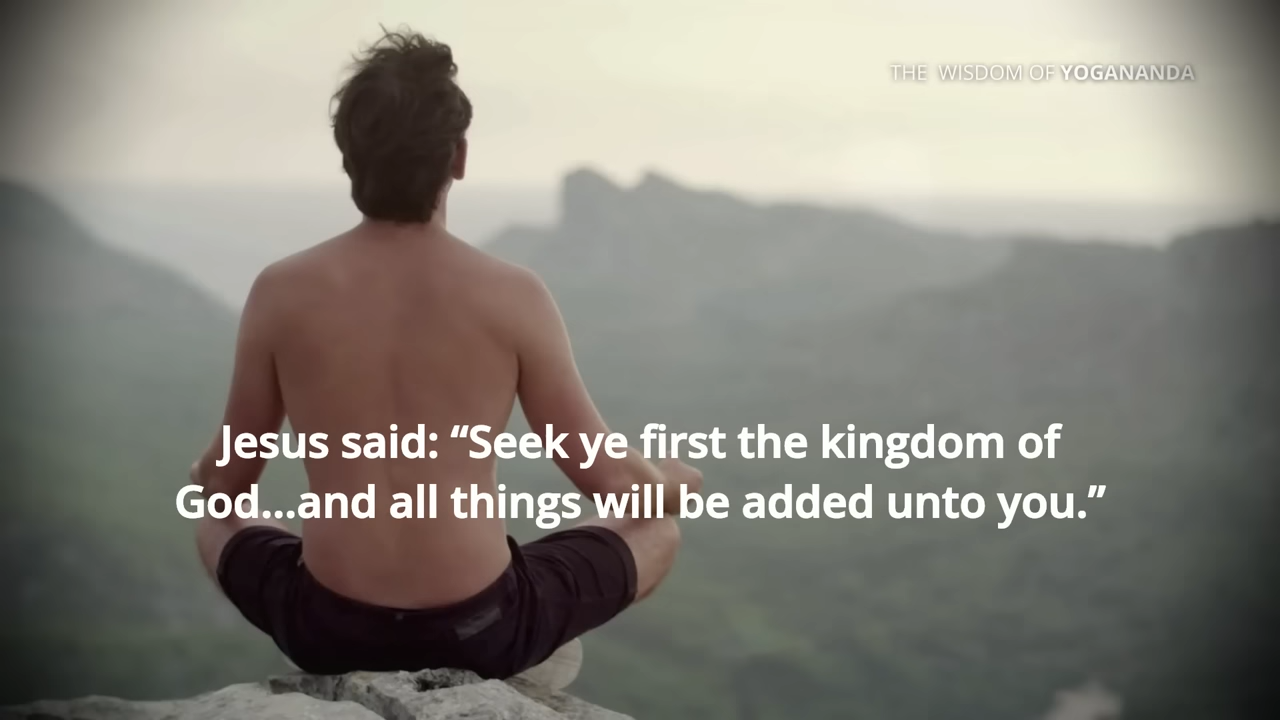 THE WISDOM OF YOGANANDA
Jesus said: “Seek ye first the kingdom of
God...and all things will be added unto you.”